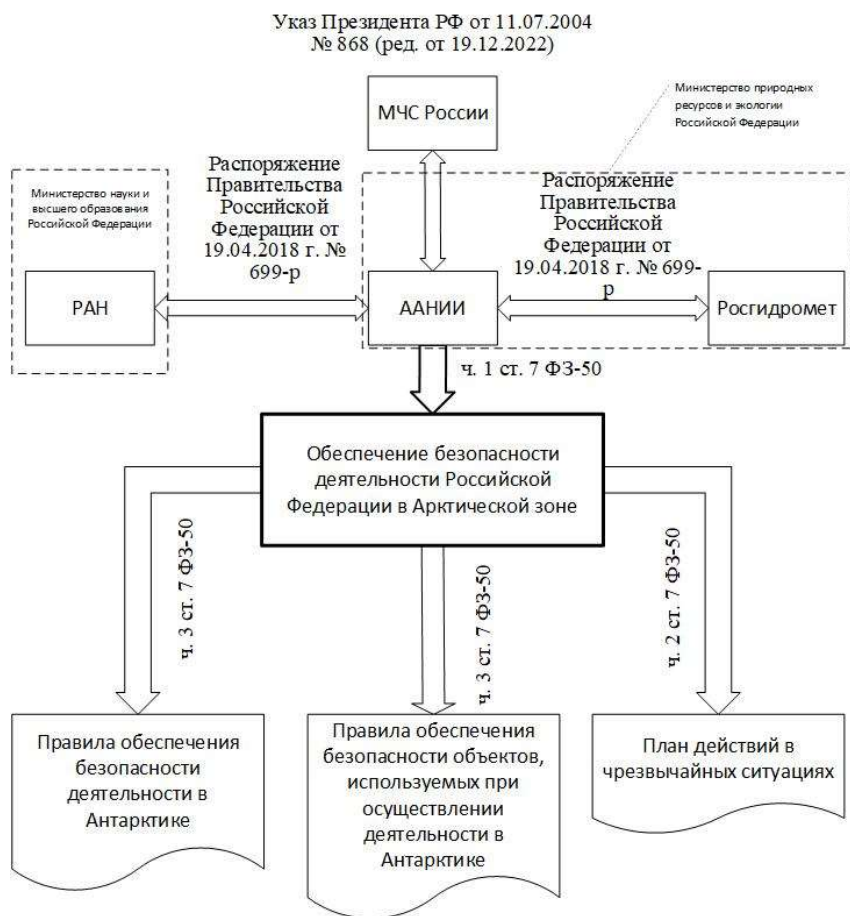 Указ Президента РФ от 11.07.2004
№ 868 (ред. от 19.12.2022)
Министерство природных
ресурсов и экологии
Российской Федерации
МЧС России
Министерство науки и
высшего образования
Российской Федерации
Распоряжение
Правительства
Российской
Федерации от
19.04.2018 г. №
699-р
Распоряжение
Правительства
Российской
Федерации от
19.04.2018 г. № 699-
р
РАН
ААНИИ
Росгидромет
ч. 1 ст. 7 ФЗ-50
Обеспечение безопасности
деятельности Российской
Федерации в Арктической зоне
ч. 3 ст. 7 ФЗ-50
ч. 3 ст. 7 ФЗ-50
ч. 2 ст. 7 ФЗ-50
Правила обеспечения
безопасности
деятельности в
Антарктике
Правила обеспечения
безопасности объектов,
используемых при
осуществлении
деятельности в
Антарктике
План действий в
чрезвычайных ситуациях